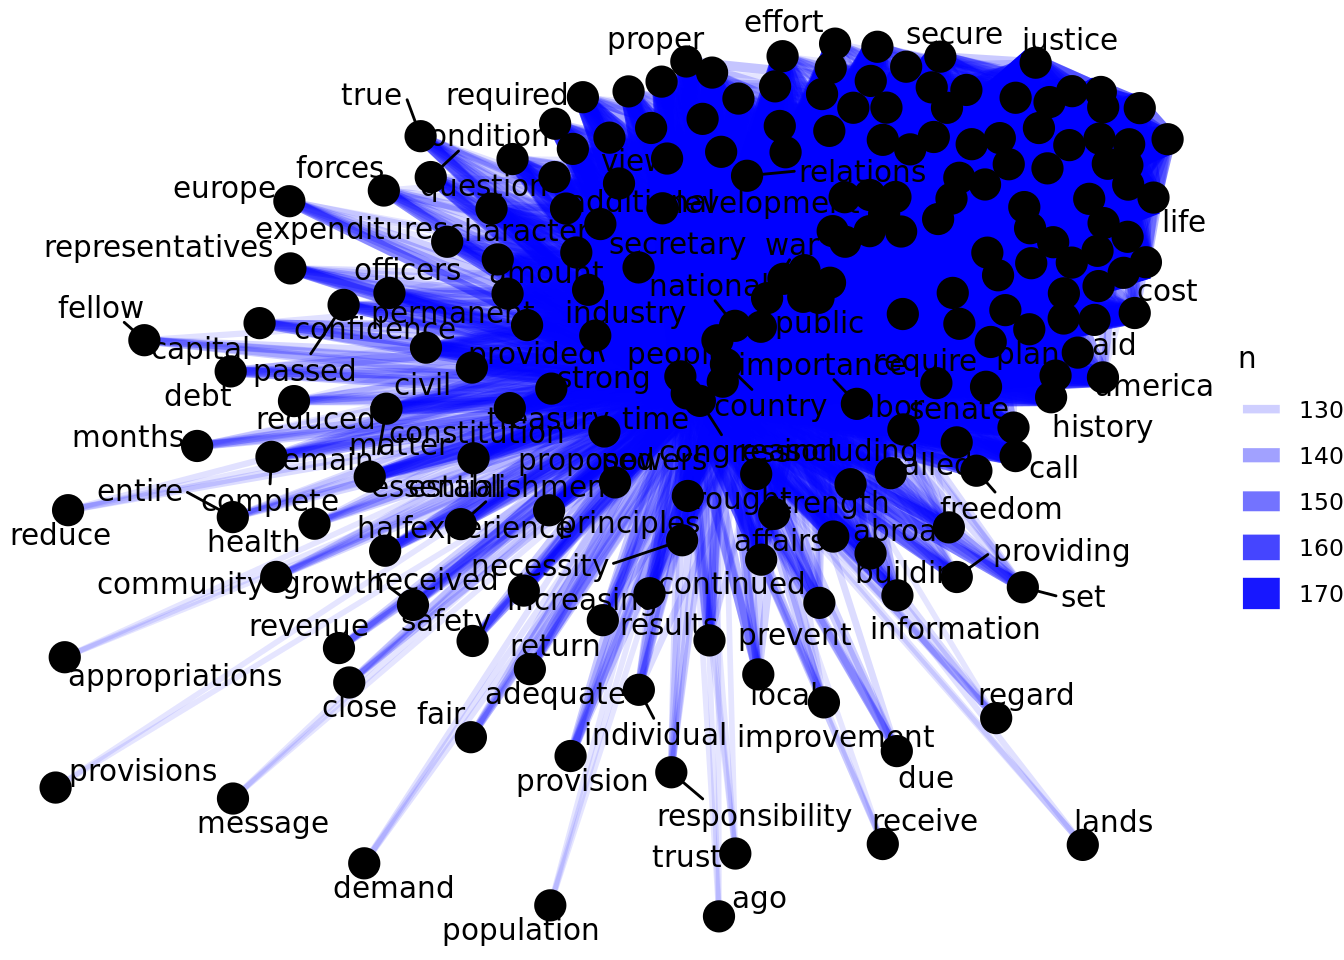 effort
proper
secure
justice
true
required
condition
view
forces
relations
europe
question
additional
development
life
expenditures
character
representatives
secretary
war
officers
amount
national
cost
fellow
permanent
industry
confidence
public
capital
provided
people
importance
require
plan
aid
n
passed
civil
strong
america
debt
130
reduced
treasury
time
country
labor
senate
history
months
matter
constitution
140
remain
proposed
powers
congress
reason
including
called
call
entire
complete
essential
establishment
brought
strength
freedom
150
reduce
health
half
experience
principles
affairs
abroad
providing
160
community
growth
received
necessity
continued
building
set
170
revenue
safety
increasing
results
prevent
information
appropriations
return
close
fair
adequate
local
regard
individual
improvement
provisions
provision
due
message
responsibility
receive
lands
trust
demand
ago
population